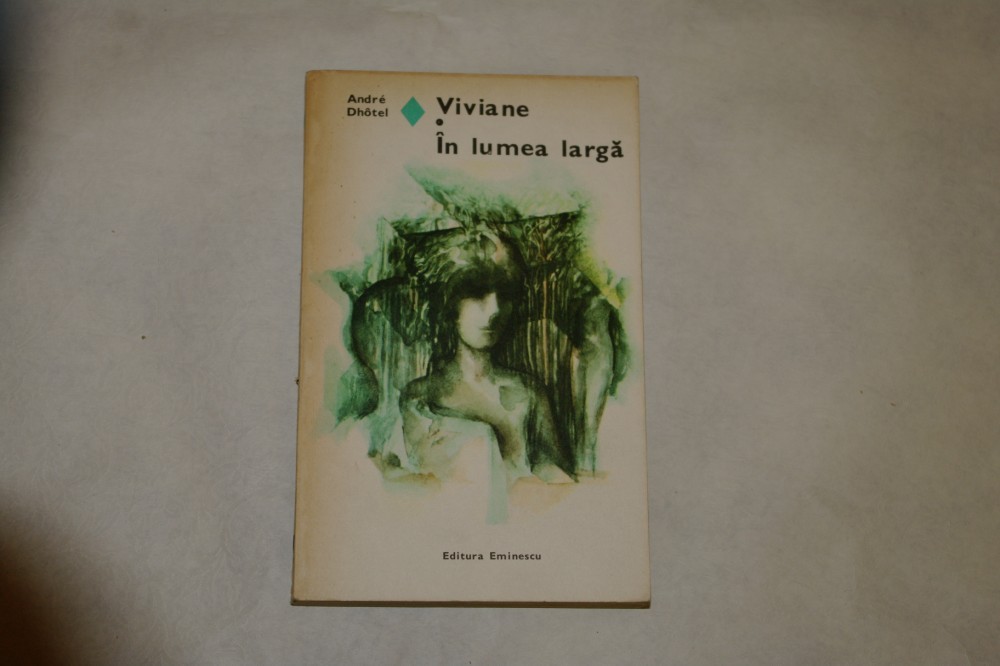 André
Dhôtel
Viviane
•
În lumea largă
Editura Eminescu